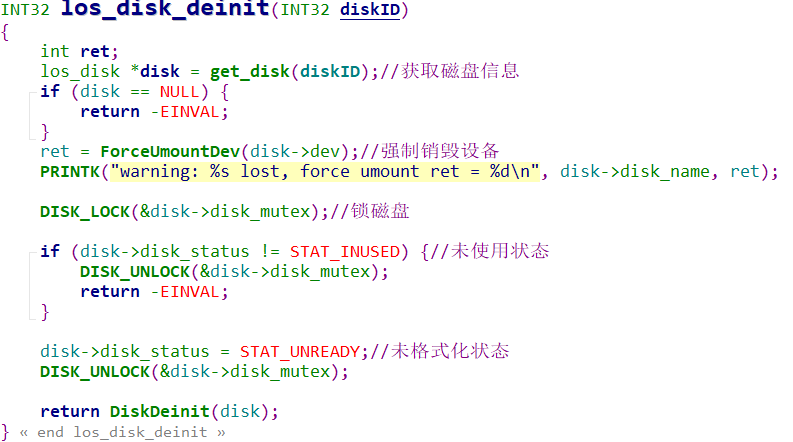 INT32 los_disk_deinit(INT32 diskID)
{
    int ret;
    los_disk *disk = get_disk(diskID);//获取磁盘信息
    if (disk == NULL) {
        return -EINVAL;
    }
    ret = ForceUmountDev(disk->dev);//强制销毁设备
    PRINTK("warning: %s lost, force umount ret = %d\n", disk->disk_name, ret);
    DISK_LOCK(&disk->disk_mutex);//锁磁盘
    if (disk->disk_status != STAT_INUSED) {//未使用状态
        DISK_UNLOCK(&disk->disk_mutex);
        return -EINVAL;
    }
    disk->disk_status = STAT_UNREADY;//未格式化状态
    DISK_UNLOCK(&disk->disk_mutex);
    return DiskDeinit(disk);
} « end los_disk_deinit »